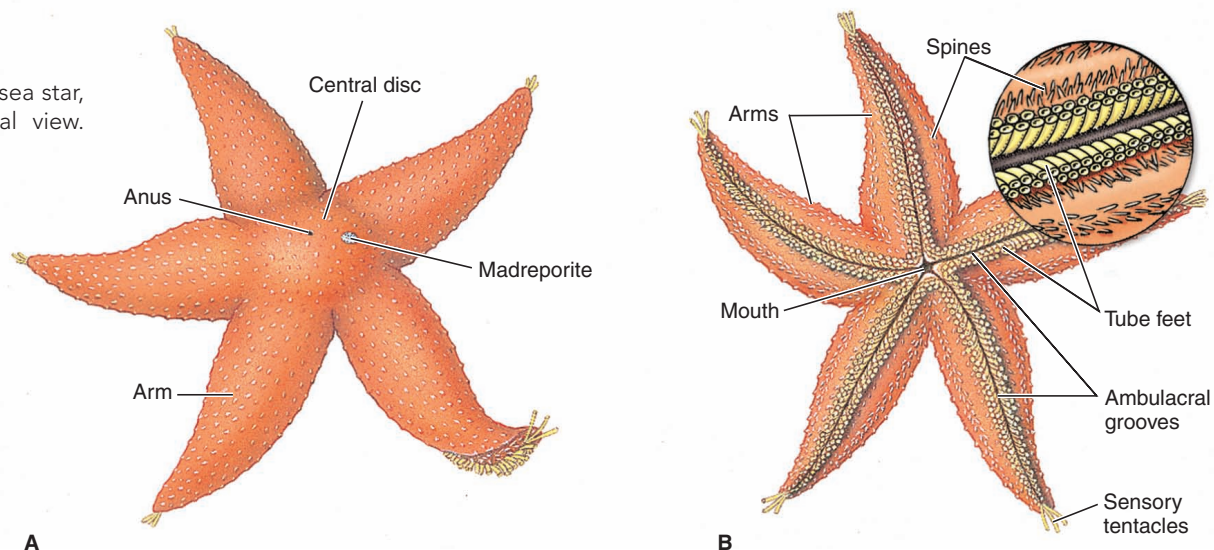 sea star,
al view.
Central disc
Anus
Madreporite
Arm
A
Spines
Arms
Mouth
Tube feet
Ambulacral
grooves
Sensory
tentacles
B